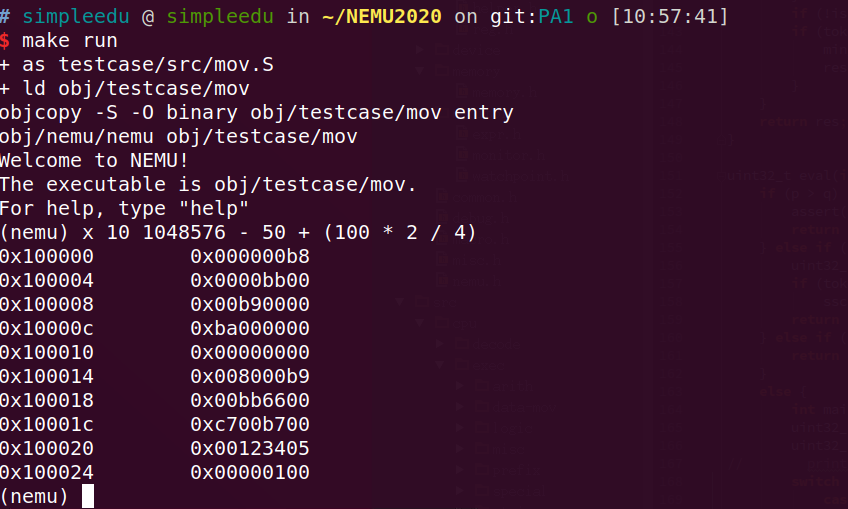 # simpleedu @ simpleedu in ~/NEMU2020 on git:PA1 o [10:57:41]
$ make run
+ as testcase/src/mov.S
+ ld obj/testcase/mov
objcopy -S -O binary obj/testcase/mov entry
obj/nemu/nemu obj/testcase/mov
Welcome to NEMU!
The executable is obj/testcase/mov.
For help, type "help"
(nemu) x 10 1048576 - 50 + (100 * 2 / 4)
0x100000        0x000000b8
0x100004        0x0000bb00
0x100008        0x00b90000
0x10000c        0xba000000
0x100010        0x00000000
0x100014        0x008000b9
0x100018        0x00bb6600
0x10001c        0xc700b700
0x100020        0x00123405
0x100024        0x00000100
(nemu)